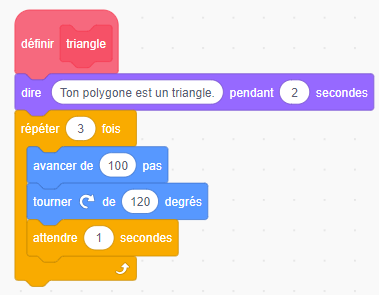 définir triangle
dire Ton polygone est un triangle. pendant 2 secondes
répéter 3 fois
avancer de 100 pas
tourner de 120 degrés
attendre 1 secondes